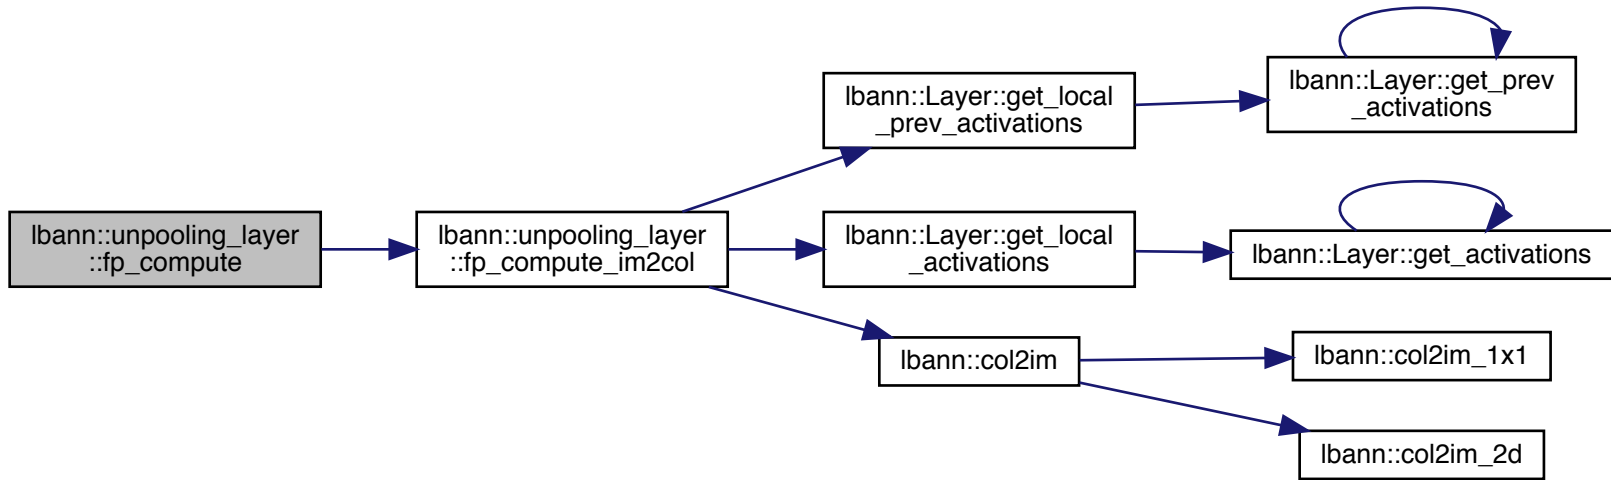 lbann::unpooling_layer
::fp_compute
lbann::unpooling_layer
::fp_compute_im2col
lbann::Layer::get_local
_prev_activations
lbann::Layer::get_prev
_activations
lbann::Layer::get_local
_activations
lbann::Layer::get_activations
lbann::col2im
lbann::col2im_1x1
lbann::col2im_2d